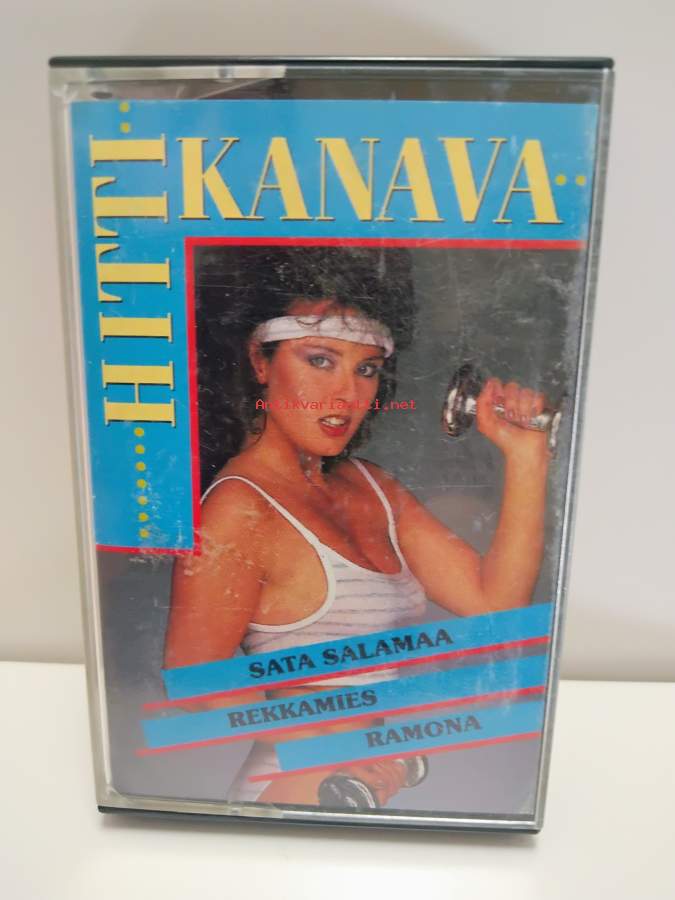 HITTI
KANAVA
Antikvariaatti.net
SATA SALAMAA
REKKAMIES
RAMONA